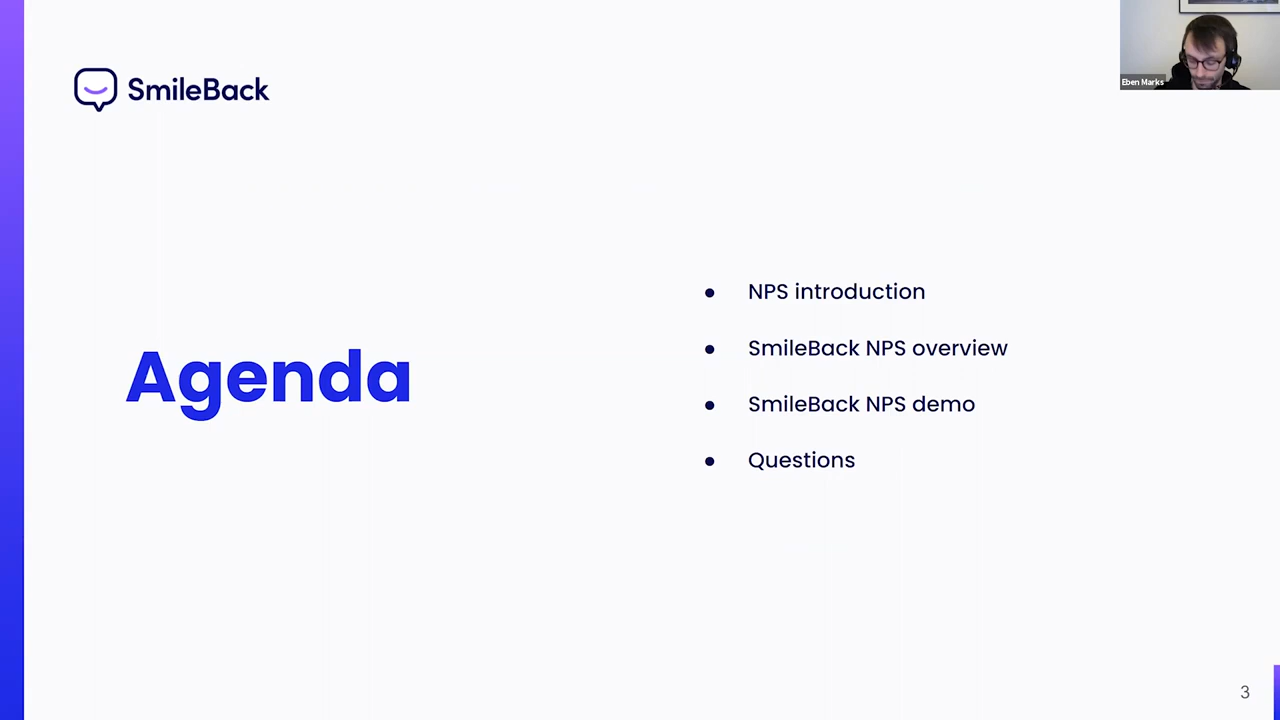 SmileBack
Eben Marks
Agenda
● NPS introduction
● SmileBack NPS overview
● SmileBack NPS demo
● Questions
3